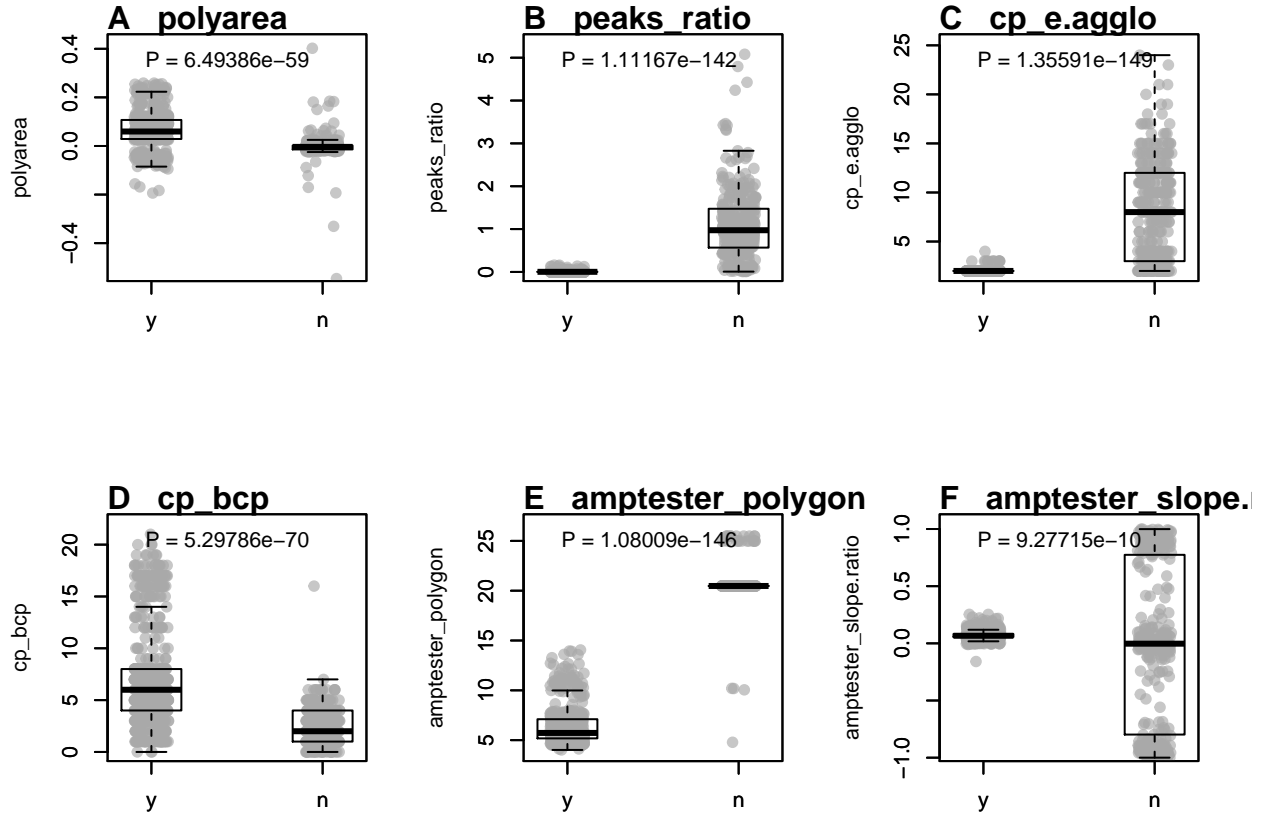 A polyarea
P = 6.49386e−59
polyarea
0.4
0.2
0.0
−0.4
y
n
B peaks_ratio
P = 1.11167e−142
peaks_ratio
5
4
3
2
1
0
y
n
C cp_e.agglo
P = 1.35591e−149
cp_e.agglo
25
20
15
10
5
y
n
D cp_bcp
P = 5.29786e−70
cp_bcp
20
15
10
5
0
y
n
E amptester_polygon
P = 1.08009e−146
amptester_polygon
25
20
15
10
5
y
n
F amptester_slope.
P = 9.27715e−10
amptester_slope.ratio
1.0
0.5
0.0
−1.0
y
n